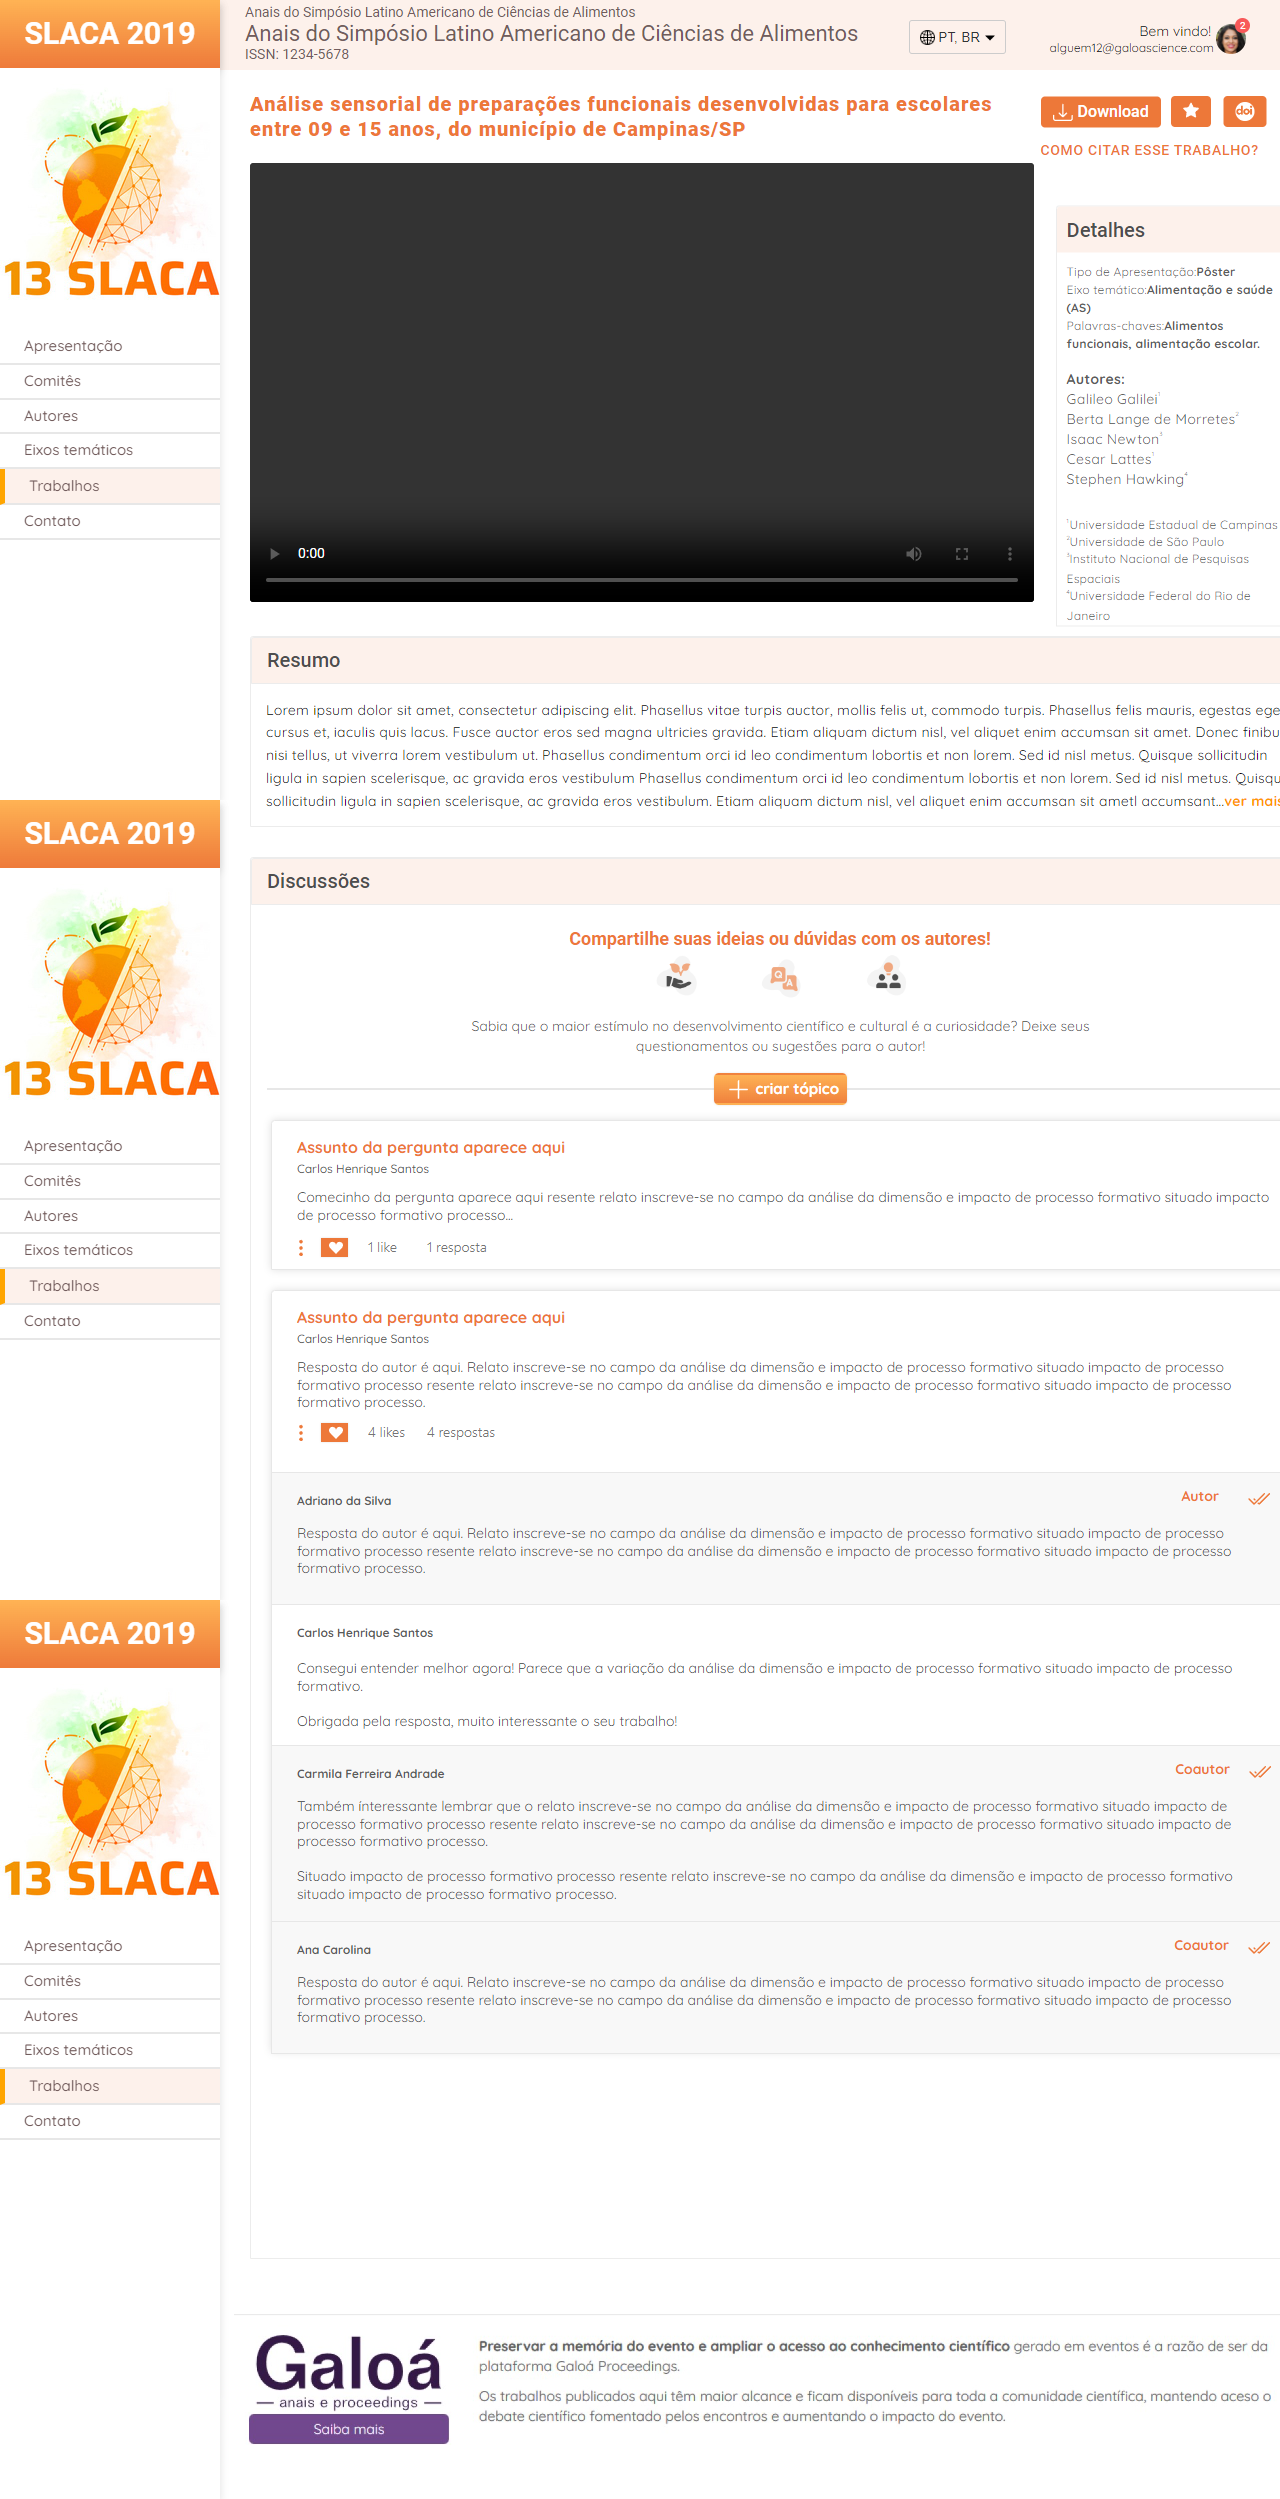 SLACA 2019
13 SLACA
Apresentação
Comitês
Autores
Eixos temáticos
Trabalhos
Contato
Anais do Simpósio Latino Americano de Ciências de Alimentos
Anais do Simpósio Latino Americano de Ciências de Alimentos
ISSN: 1234-5678
PT, BR
Bem vindo!
alguem12@galoascience.com
2
Análise sensorial de preparações funcionais desenvolvidas para escolares
entre 09 e 15 anos, do município de Campinas/SP
Download
doi
COMO CITAR ESSE TRABALHO?
0:00
Detalhes
Tipo de Apresentação:Pôster
Eixo temático:Alimentação e saúde
(AS)
Palavras-chaves:Alimentos
funcionais, alimentação escolar.
Autores:
Galileo Galilei¹
Berta Lange de Morretes²
Isaac Newton³
Cesar Lattes¹
Stephen Hawking⁴
¹Universidade Estadual de Campinas
²Universidade de São Paulo
³Instituto Nacional de Pesquisas
Espaciais
⁴Universidade Federal do Rio de
Janeiro
Resumo
Lorem ipsum dolor sit amet, consectetur adipiscing elit. Phasellus vitae turpis auctor, mollis felis ut, commodo turpis. Phasellus felis mauris, egestas ege
cursus et, iaculis quis lacus. Fusce auctor eros sed magna ultricies gravida. Etiam aliquam dictum nisl, vel aliquet enim accumsan sit amet. Donec finibu
nisi tellus, ut viverra lorem vestibulum ut. Phasellus condimentum orci id leo condimentum lobortis et non lorem. Sed id nisl metus. Quisque sollicitudin
ligula in sapien scelerisque, ac gravida eros vestibulum Phasellus condimentum orci id leo condimentum lobortis et non lorem. Sed id nisl metus. Quisqu
sollicitudin ligula in sapien scelerisque, ac gravida eros vestibulum. Etiam aliquam dictum nisl, vel aliquet enim accumsan sit ametl accumsant...ver mais
SLACA 2019
13 SLACA
Apresentação
Comitês
Autores
Eixos temáticos
Trabalhos
Contato
Discussões
Compartilhe suas ideias ou dúvidas com os autores!
Q
A
Sabia que o maior estímulo no desenvolvimento científico e cultural é a curiosidade? Deixe seus
questionamentos ou sugestões para o autor!
criar tópico
Assunto da pergunta aparece aqui
Carlos Henrique Santos
Comecinho da pergunta aparece aqui resente relato inscreve-se no campo da análise da dimensão e impacto de processo formativo situado impacto
de processo formativo processo...
1 like 1 resposta
Assunto da pergunta aparece aqui
Carlos Henrique Santos
Resposta do autor é aqui. Relato inscreve-se no campo da análise da dimensão e impacto de processo formativo situado impacto de processo
formativo processo resente relato inscreve-se no campo da análise da dimensão e impacto de processo formativo situado impacto de processo
formativo processo.
4 likes 4 respostas
Adriano da Silva
Autor
Resposta do autor é aqui. Relato inscreve-se no campo da análise da dimensão e impacto de processo formativo situado impacto de processo
formativo processo resente relato inscreve-se no campo da análise da dimensão e impacto de processo formativo situado impacto de processo
formativo processo.
SLACA 2019
13 SLACA
Apresentação
Comitês
Autores
Eixos temáticos
Trabalhos
Contato
Carlos Henrique Santos
Consegui entender melhor agora! Parece que a variação da análise da dimensão e impacto de processo formativo situado impacto de processo
formativo.
Obrigada pela resposta, muito interessante o seu trabalho!
Carmila Ferreira Andrade
Coautor
Também ínteressante lembrar que o relato inscreve-se no campo da análise da dimensão e impacto de processo formativo situado impacto de
processo formativo processo resente relato inscreve-se no campo da análise da dimensão e impacto de processo formativo situado impacto de
processo formativo processo.
Situado impacto de processo formativo processo resente relato inscreve-se no campo da análise da dimensão e impacto de processo formativo
situado impacto de processo formativo processo.
Ana Carolina
Coautor
Resposta do autor é aqui. Relato inscreve-se no campo da análise da dimensão e impacto de processo formativo situado impacto de processo
formativo processo resente relato inscreve-se no campo da análise da dimensão e impacto de processo formativo situado impacto de processo
formativo processo.
Galoá
anais e proceedings
Saiba mais
Preservar a memória do evento e ampliar o acesso ao conhecimento científico gerado em eventos é a razão de ser da
plataforma Galoá Proceedings.
Os trabalhos publicados aqui têm maior alcance e ficam disponíveis para toda a comunidade científica, mantendo aceso o
debate científico fomentado pelos encontros e aumentando o impacto do evento.